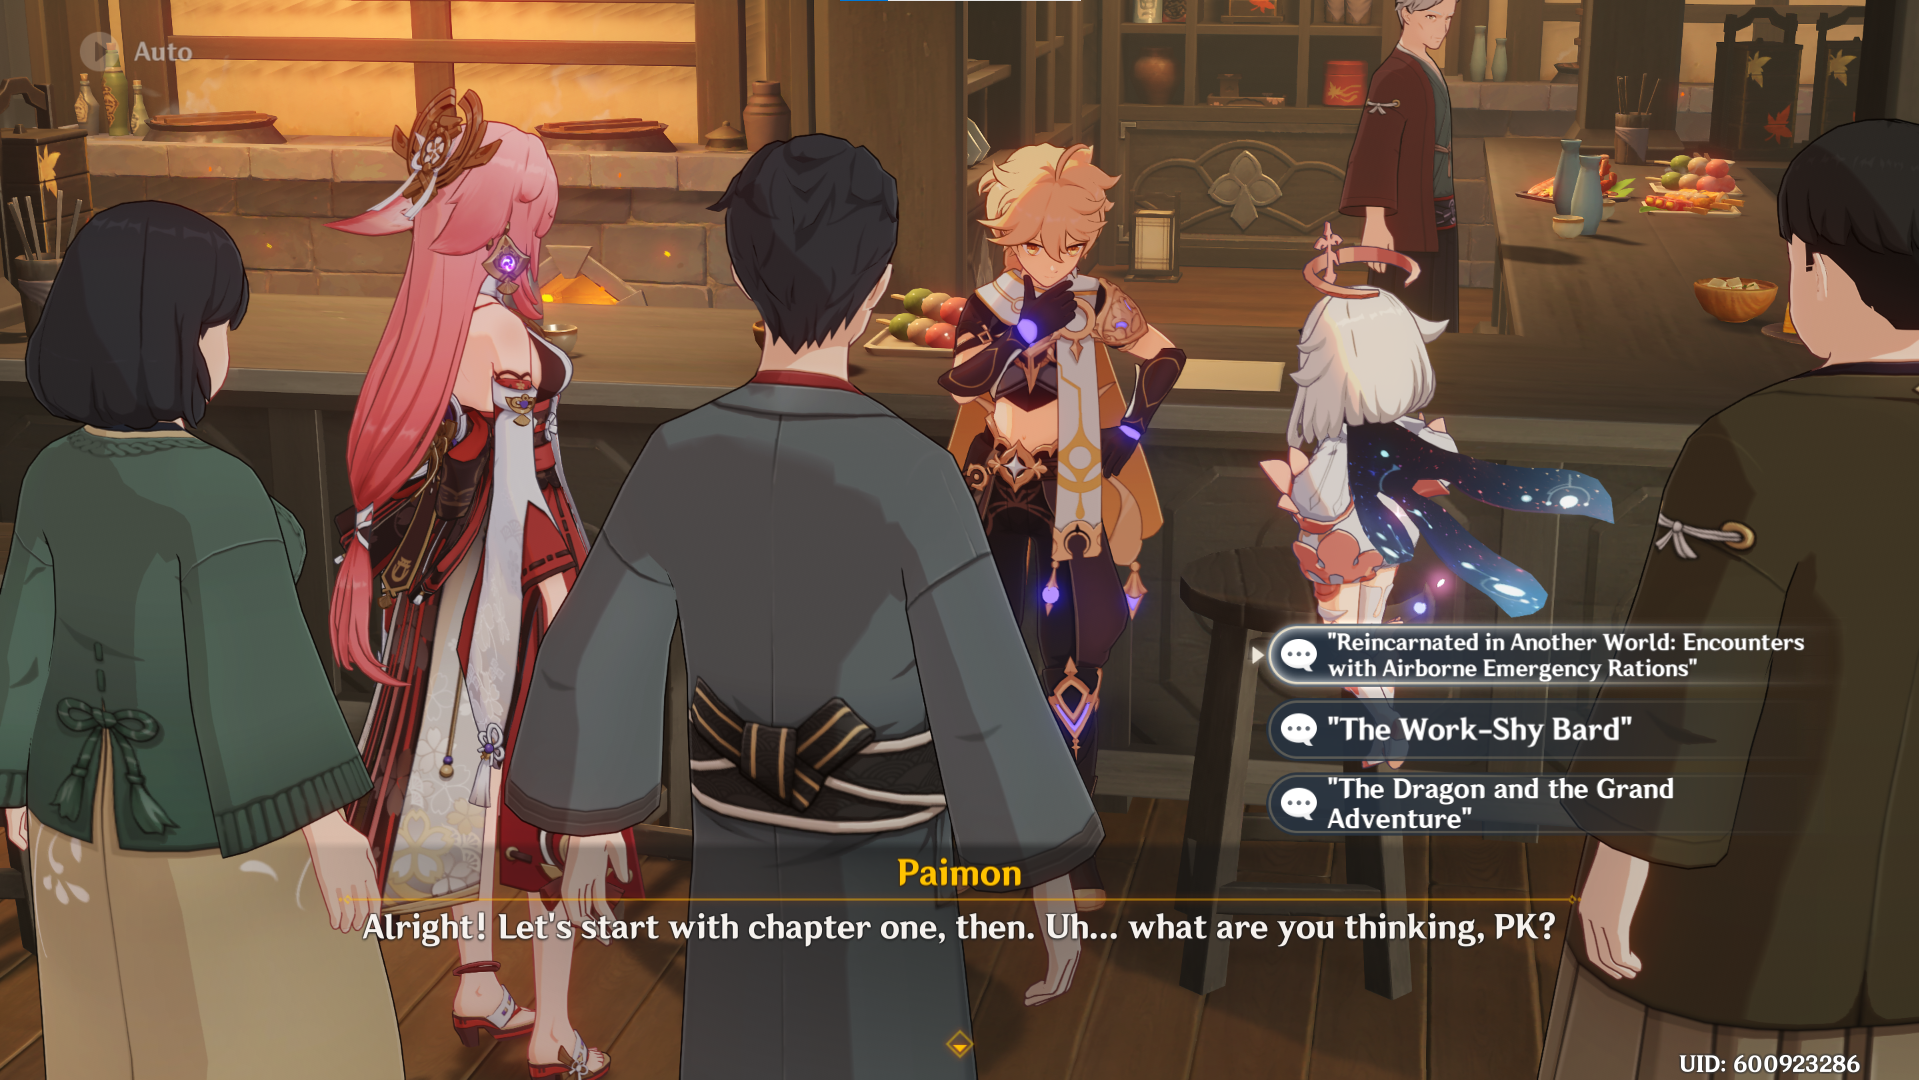 Auto
"Reincarnated in Another World: Encounters
with Airborne Emergency Rations"
"The Work-Shy Bard"
"The Dragon and the Grand
Adventure"
Paimon
Alright! Let's start with chapter one, then. Uh... what are you thinking, PK?
UID: 600923286